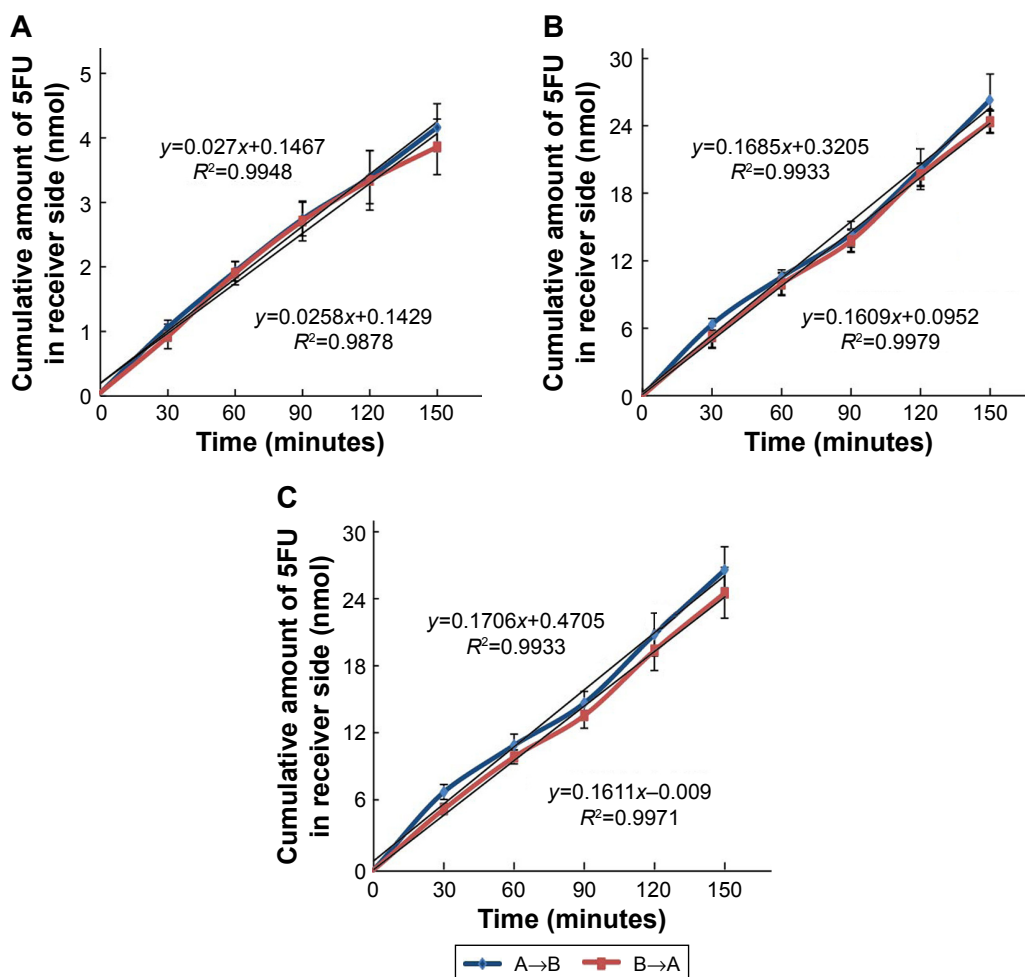 A
Cumulative amount of 5FU
in receiver side (nmol)
5
4
3
2
1
0
y=0.027x+0.1467
R²=0.9948
y=0.0258x+0.1429
R²=0.9878
0 30 60 90 120 150
Time (minutes)
B
Cumulative amount of 5FU
in receiver side (nmol)
30
24
18
12
6
0
y=0.1685x+0.3205
R²=0.9933
y=0.1609x+0.0952
R²=0.9979
0 30 60 90 120 150
Time (minutes)
C
Cumulative amount of 5FU
in receiver side (nmol)
30
24
18
12
6
0
y=0.1706x+0.4705
R²=0.9933
y=0.1611x–0.009
R²=0.9971
0 30 60 90 120 150
Time (minutes)
A→B B→A